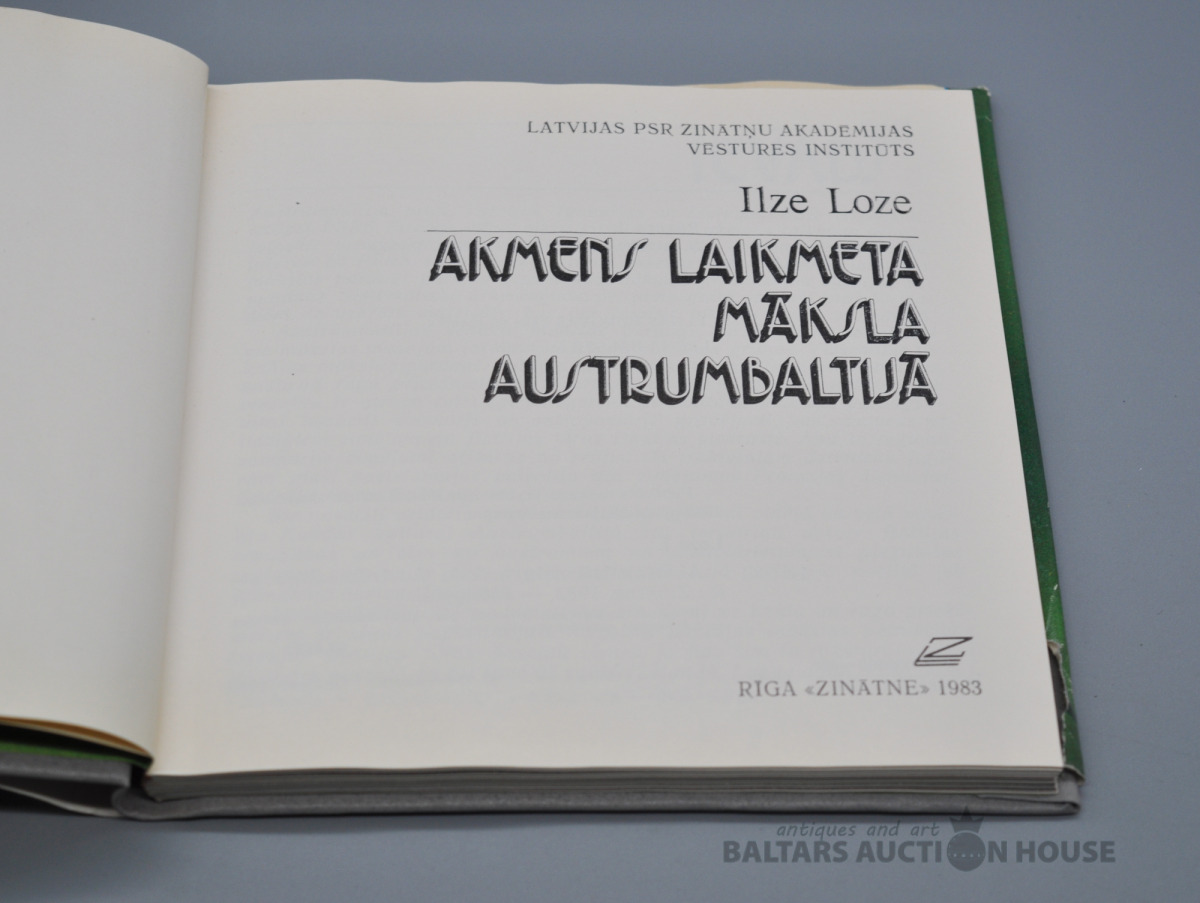 LATVIJAS PSR ZINĀTŅU AKADĒMIJAS
VĒSTURES INSTITŪTS
Ilze Loze
AKMENS LAIKMETA
MĀKSLA
AUSTRUMBALTIJĀ
RĪGA «ZINĀTNE» 1983
antiques and art
BALTARS AUCTION HOUSE